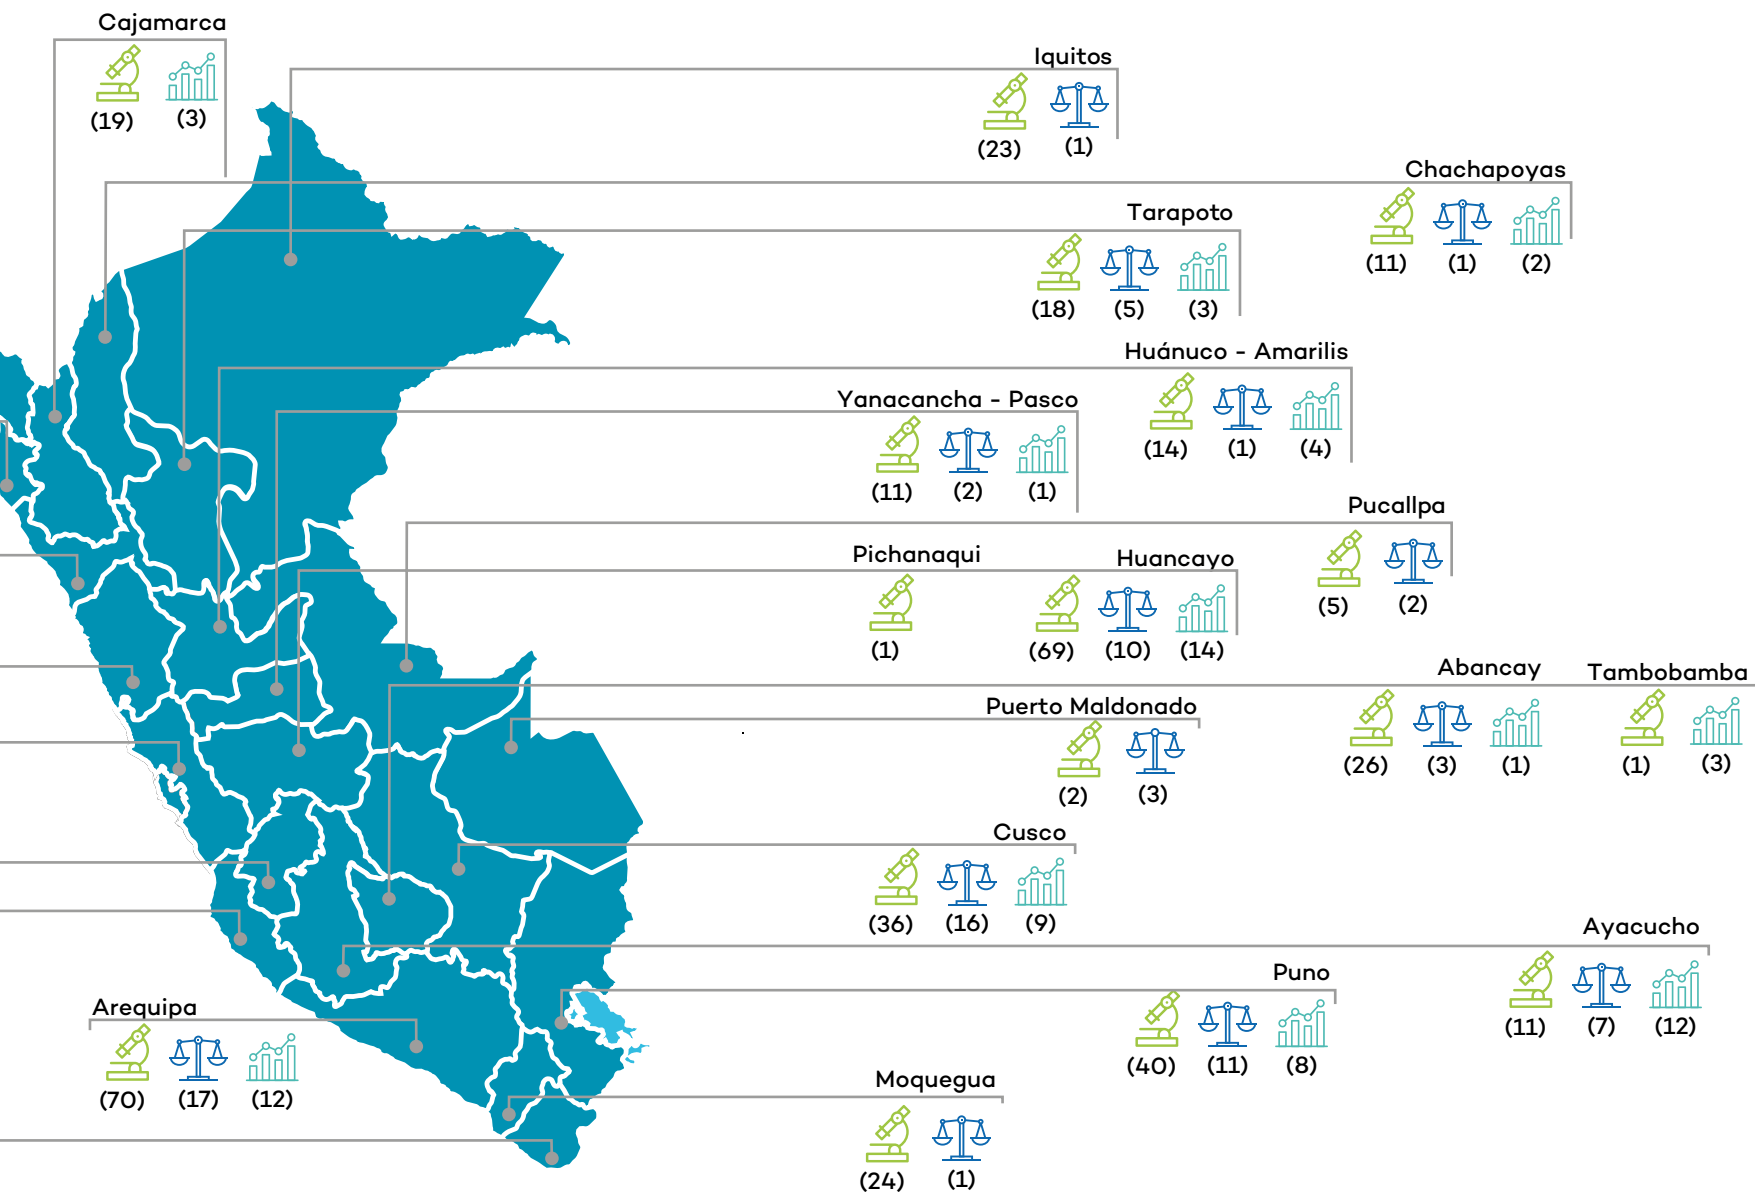 Cajamarca
(19) (3)
Iquitos
(23) (1)
Chachapoyas
(11) (1) (2)
Tarapoto
(18) (5) (3)
Huánuco - Amarilis
(14) (1) (4)
Yanacancha - Pasco
(11) (2) (1)
Pucallpa
(5) (2)
Pichanaqui
(1)
Huancayo
(69) (10) (14)
Abancay
(26) (3) (1)
Tambobamba
(1) (3)
Puerto Maldonado
(2) (3)
Cusco
(36) (16) (9)
Ayacucho
(11) (7) (12)
Puno
(40) (11) (8)
Arequipa
(70) (17) (12)
Moquegua
(24) (1)